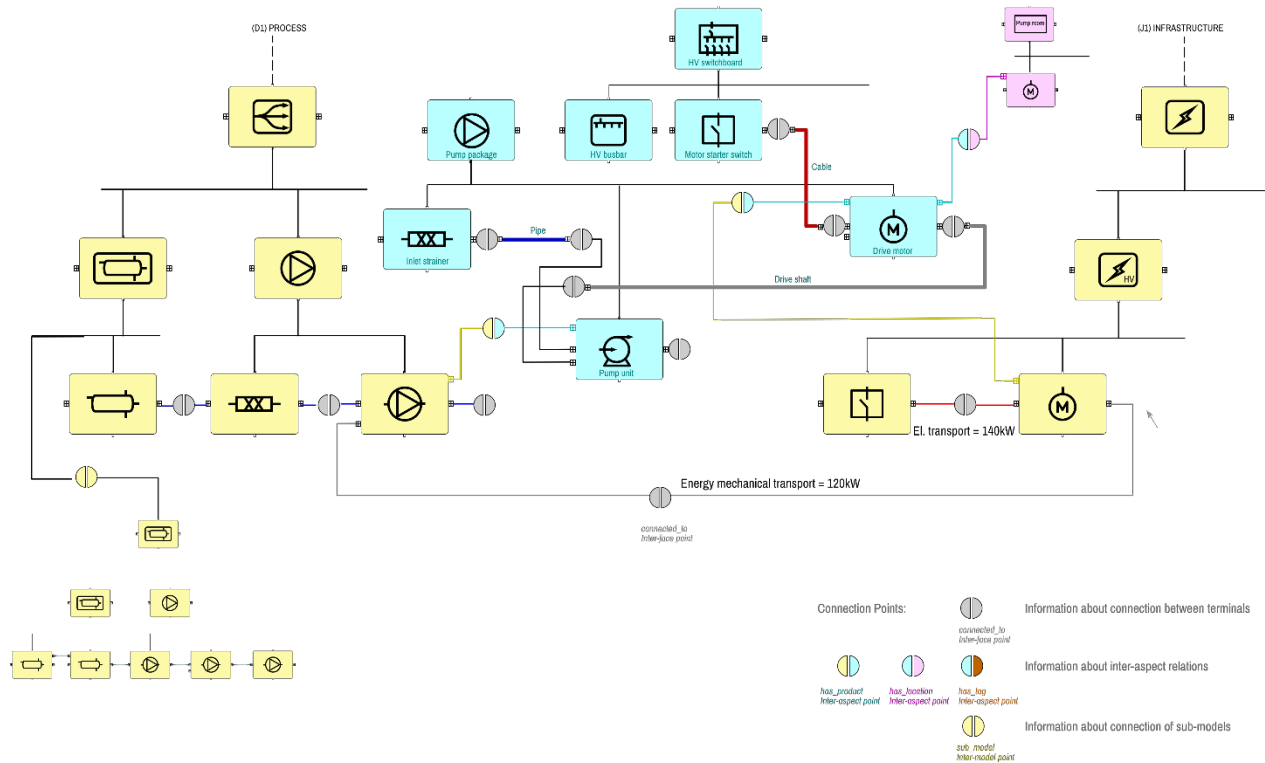 (D1) PROCESS
HV switchboard
Pump room
(J1) INFRASTRUCTURE
Pump package
HV busbar
Motor starter switch
Cable
Inlet strainer
Pipe
Drive motor
Drive shaft
HV
Pump unit
El. transport = 140kW
Energy mechanical transport = 120kW
connected_to
Inter-face point
Connection Points:
Information about connection between terminals
connected_to
Inter-face point
Information about inter-aspect relations
has_product
Inter-aspect point
has_location
Inter-aspect point
has_tag
Inter-aspect point
Information about connection of sub-models
sub_model
Inter-model point
M
M
M